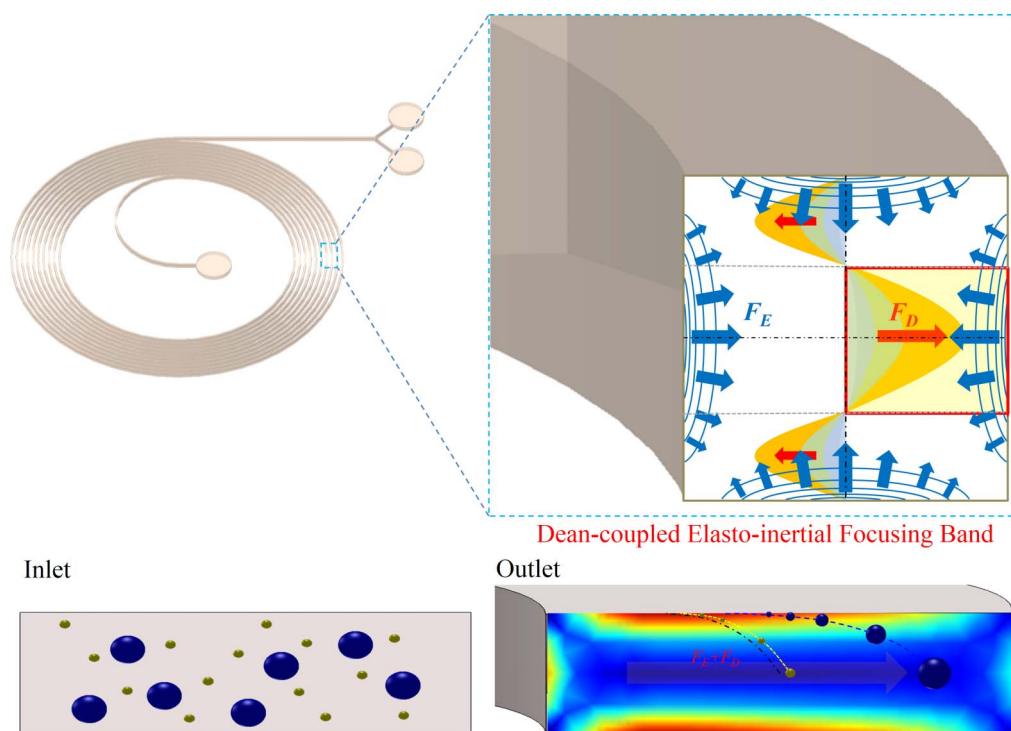 F_E
F_D
Dean-coupled Elasto-inertial Focusing Band
Inlet
Outlet
F_E+F_D